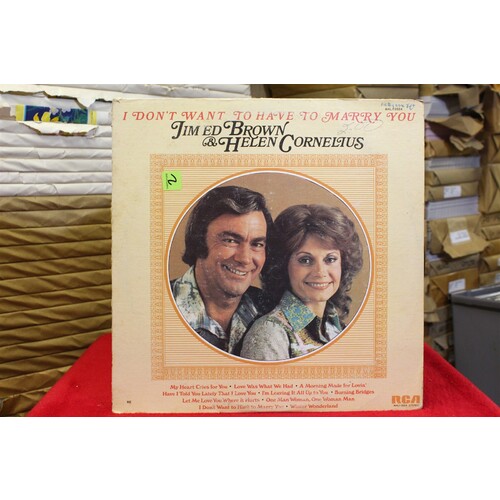 I DON'T WANT TO HAVE TO MARRY YOU
JIM ED BROWN
& HELEN CORNELIUS
2
My Heart Cries for You • Love Was What We Had • A Morning Made for Lovin'
Have I Told You Lately That I Love You • I'm Leaving It All Up to You • Burning Bridges
Let Me Love You Where It Hurts • One Man Woman, One Woman Man
I Don't Want to Have to Marry You • Winter Wonderland
RCA